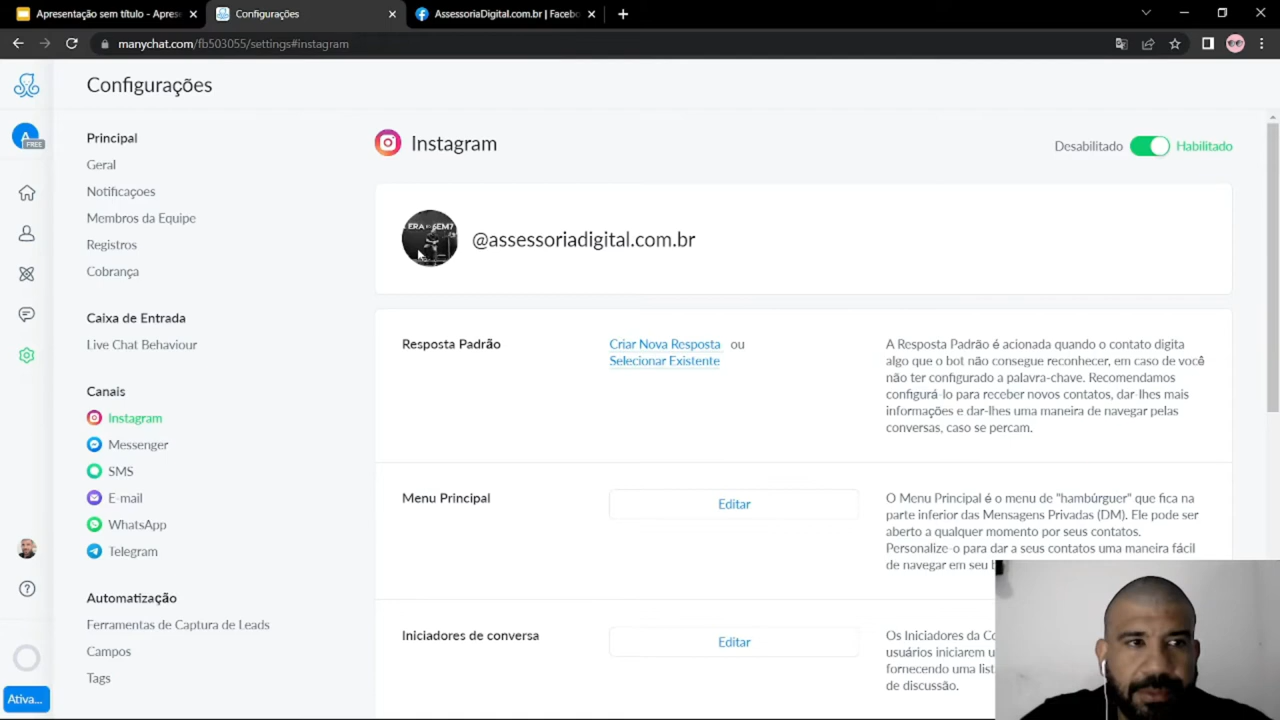 Apresentação sem título - Aprese
Configurações
AssessoriaDigital.com.br | Facebo
manychat.com/fb503055/settings#instagram
Configurações
A
FREE
Principal
Geral
Notificaçoes
Membros da Equipe
Registros
Cobrança
Caixa de Entrada
Live Chat Behaviour
Canais
Instagram
Messenger
SMS
E-mail
WhatsApp
Telegram
Automatização
Ferramentas de Captura de Leads
Campos
Tags
Ativa...
Instagram
Desabilitado
Habilitado
@assessoriadigital.com.br
Resposta Padrão
Criar Nova Resposta ou
Selecionar Existente
A Resposta Padrão é acionada quando o contato digita
algo que o bot não consegue reconhecer, em caso de você
não ter configurado a palavra-chave. Recomendamos
configurá-lo para receber novos contatos, dar-lhes mais
informações e dar-lhes uma maneira de navegar pelas
conversas, caso se percam.
Menu Principal
Editar
O Menu Principal é o menu de "hambúrguer" que fica na
parte inferior das Mensagens Privadas (DM). Ele pode ser
aberto a qualquer momento por seus contatos.
Personalize-o para dar a seus contatos uma maneira fácil
de navegar em seu
Iniciadores de conversa
Editar
Os Iniciadores da Co
usuários iniciarem u
fornecendo uma list
de discussão.